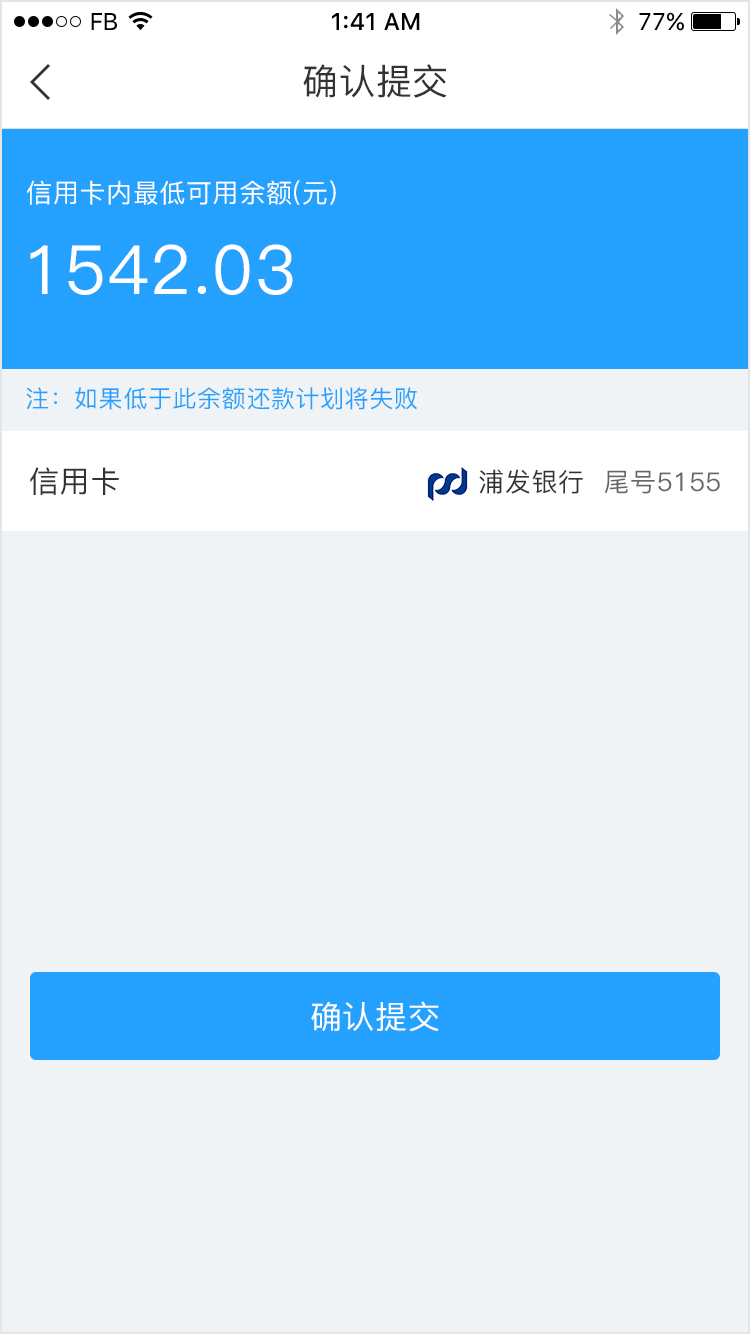 FB 1:41 AM 77%
确认提交
信用卡内最低可用余额(元)
1542.03
注：如果低于此余额还款计划将失败
信用卡 浦发银行 尾号5155
确认提交